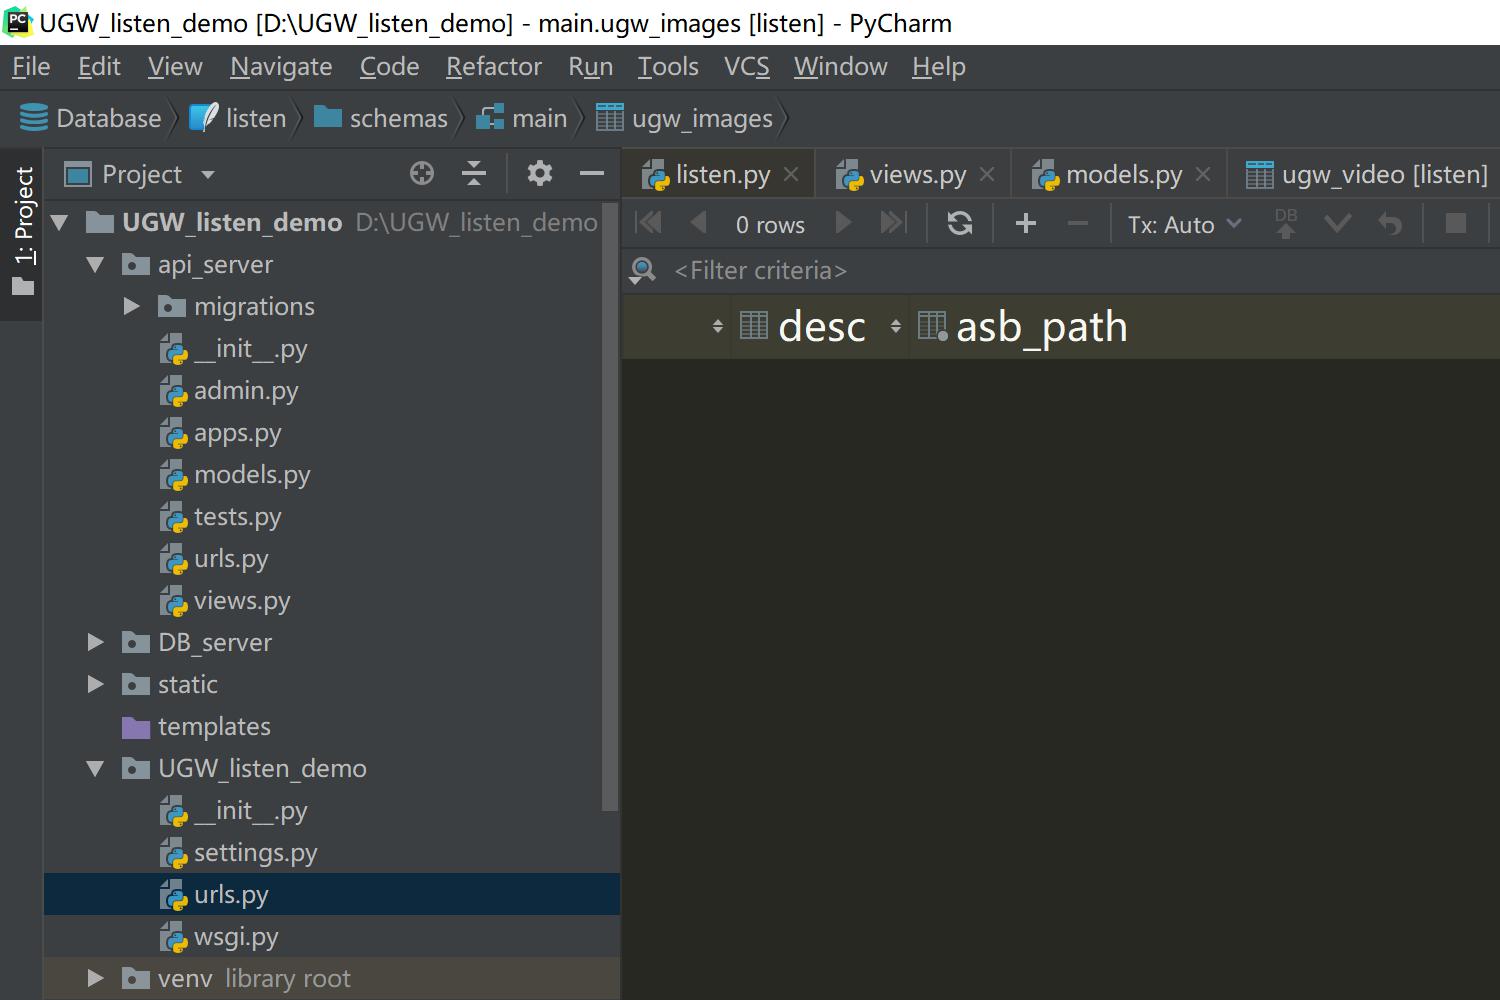 UGW_listen_demo [D:\UGW_listen_demo] - main.ugw_images [listen] - PyCharm
File Edit View Navigate Code Refactor Run Tools VCS Window Help
Database listen schemas main ugw_images
1: Project
Project
listen.py views.py models.py ugw_video [listen]
UGW_listen_demo D:\UGW_listen_demo
0 rows Tx: Auto DB
api_server
<Filter criteria>
migrations
desc asb_path
__init__.py
admin.py
apps.py
models.py
tests.py
urls.py
views.py
DB_server
static
templates
UGW_listen_demo
__init__.py
settings.py
urls.py
wsgi.py
venv library root